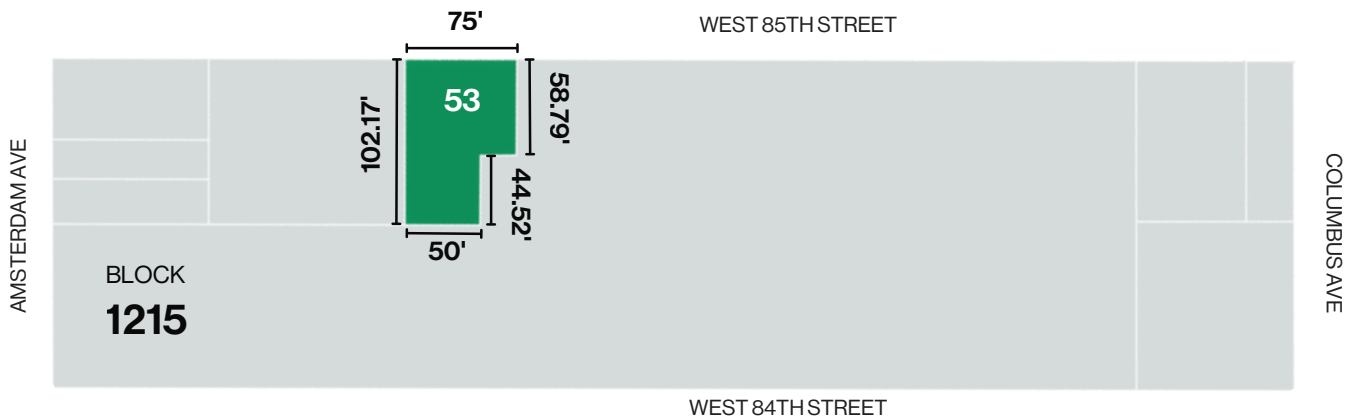 75'
WEST 85TH STREET
53
58.79'
102.17'
44.52'
50'
AMSTERDAM AVE
COLUMBUS AVE
BLOCK
1215
WEST 84TH STREET